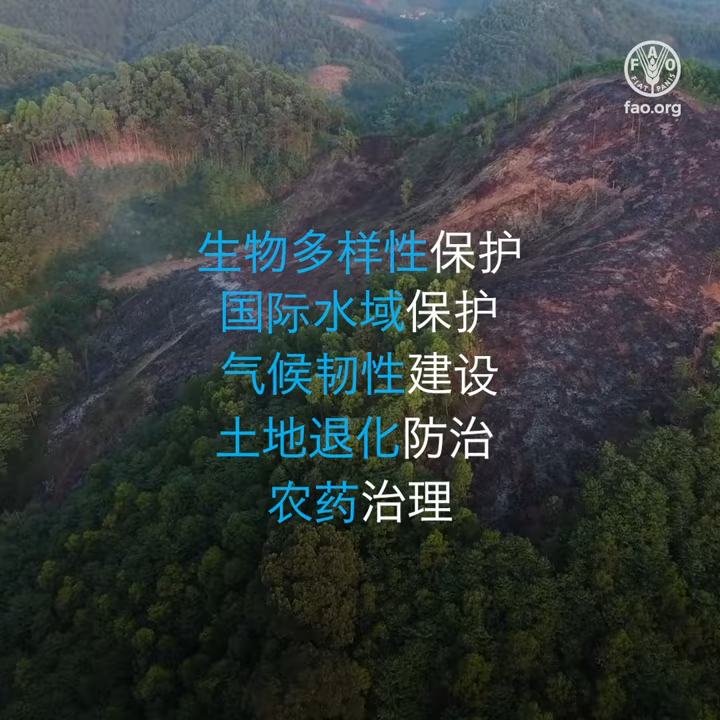 FAO
FIAT PANIS
fao.org
生物多样性保护
国际水域保护
气候韧性建设
土地退化防治
农药治理